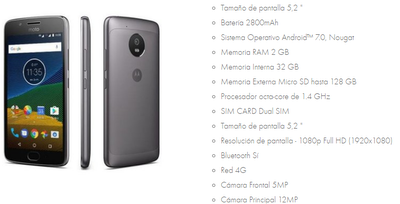 Tamaño de pantalla 5,2 "
Batería 2800mAh
Sistema Operativo Android™ 7.0, Nougat
Memoria RAM 2 GB
Memoria Interna 32 GB
Memoria Externa Micro SD hasta 128 GB
Procesador octa-core de 1.4 GHz
SIM CARD Dual SIM
Tamaño de pantalla 5,2 "
Resolución de pantalla - 1080p Full HD (1920x1080)
Bluetooth Sí
Red 4G
Cámara Frontal 5MP
Cámara Principal 12MP